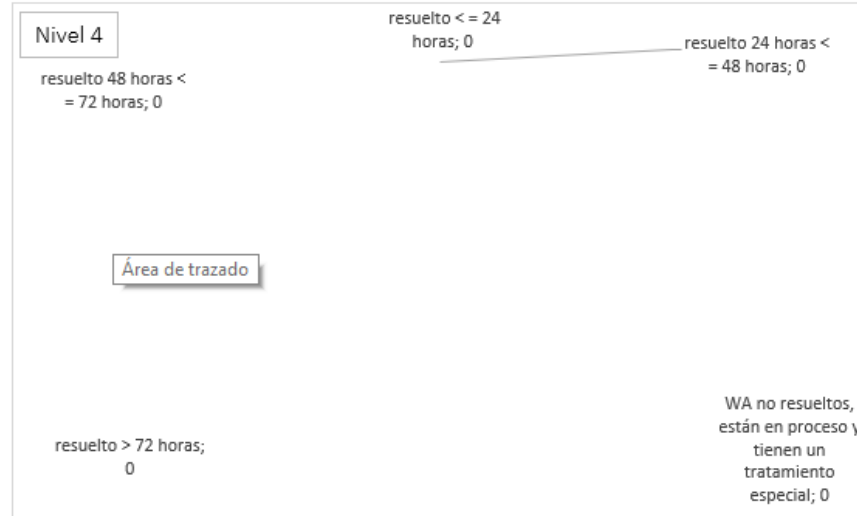 Nivel 4
resuelto < = 24
horas; 0
resuelto 24 horas <
= 48 horas; 0
resuelto 48 horas <
= 72 horas; 0
Área de trazado
resuelto > 72 horas;
0
WA no resueltos,
están en proceso y
tienen un
tratamiento
especial; 0